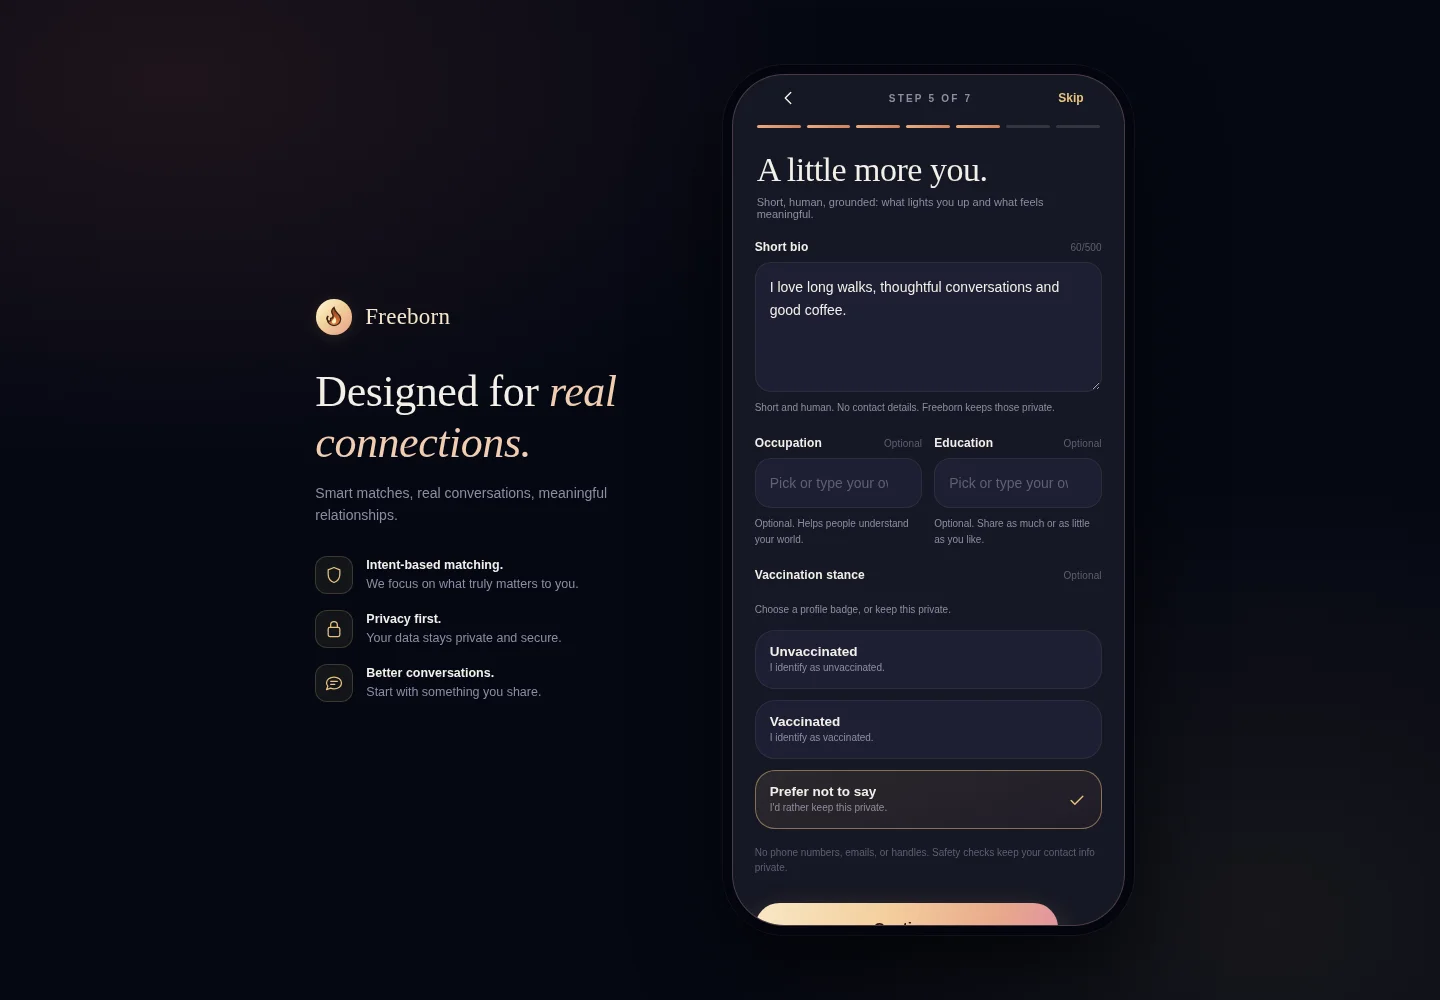 Freeborn
Designed for real
connections.
Smart matches, real conversations, meaningful
relationships.
Intent-based matching.
We focus on what truly matters to you.
Privacy first.
Your data stays private and secure.
Better conversations.
Start with something you share.
STEP 5 OF 7
Skip
A little more you.
Short, human, grounded: what lights you up and what feels
meaningful.
Short bio 60/500
I love long walks, thoughtful conversations and
good coffee.
Short and human. No contact details. Freeborn keeps those private.
Occupation Optional
Pick or type your
Optional. Helps people understand
your world.
Education Optional
Pick or type your
Optional. Share as much or as little
as you like.
Vaccination stance Optional
Choose a profile badge, or keep this private.
Unvaccinated
I identify as unvaccinated.
Vaccinated
I identify as vaccinated.
Prefer not to say
I'd rather keep this private.
No phone numbers, emails, or handles. Safety checks keep your contact info
private.